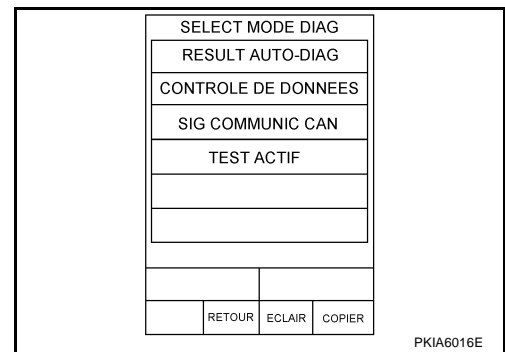 SELECT MODE DIAG
RESULT AUTO-DIAG
CONTROLE DE DONNEES
SIG COMMUNIC CAN
TEST ACTIF
RETOUR ECLAIR COPIER
PKIA6016E